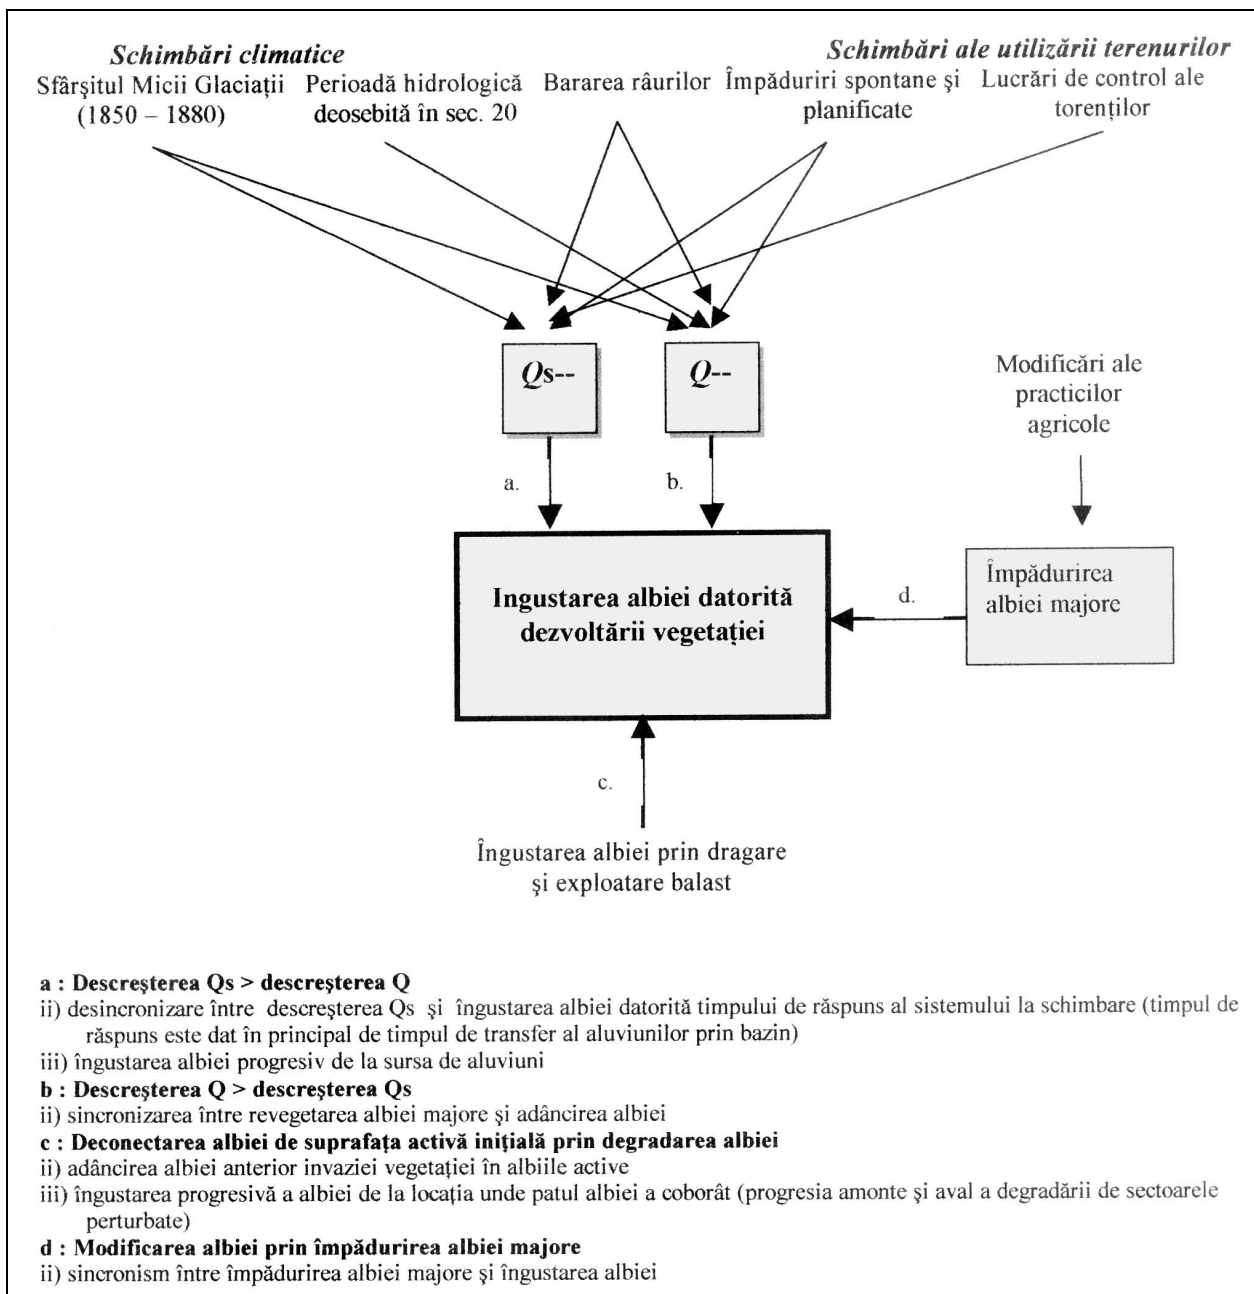 Schimbări climatice
Schimbări ale utilizării terenurilor
Sfârşitul Micii Glaciaţii
(1850 – 1880)
Perioadă hidrologică
deosebită în sec. 20
Bararea râurilor
Împăduriri spontane şi
planificate
Lucrări de control ale
torenţilor
Qs--
Q--
Modificări ale
practicilor
agricole
a.
b.
Ingustarea albiei datorită
dezvoltării vegetaţiei
d.
Împădurirea
albiei majore
c.
Îngustarea albiei prin dragare
şi exploatare balast
a : Descreşterea Qs > descreşterea Q
ii) desincronizare între descreşterea Qs şi îngustarea albiei datorită timpului de răspuns al sistemului la schimbare (timpul de
răspuns este dat în principal de timpul de transfer al aluviunilor prin bazin)
iii) îngustarea albiei progresiv de la sursa de aluviuni
b : Descreşterea Q > descreşterea Qs
ii) sincronizarea între revegetarea albiei majore şi adâncirea albiei
c : Deconectarea albiei de suprafaţa activă iniţială prin degradarea albiei
ii) adâncirea albiei anterior invaziei vegetaţiei în albiile active
iii) îngustarea progresivă a albiei de la locaţia unde patul albiei a coborât (progresia amonte şi aval a degradării de sectoarele
perturbate)
d : Modificarea albiei prin împădurirea albiei majore
ii) sincronism între împădurirea albiei majore şi îngustarea albiei